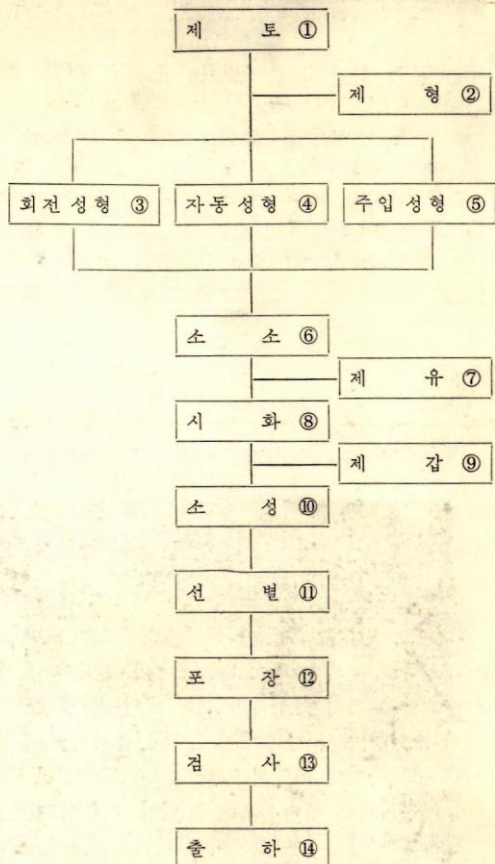 제 토 ①
제 형 ②
회전 성형 ③ 자동 성형 ④ 주입 성형 ⑤
소 소 ⑥
제 유 ⑦
시 화 ⑧
제 갑 ⑨
소 성 ⑩
선 별 ⑪
포 장 ⑫
검 사 ⑬
출 하 ⑭